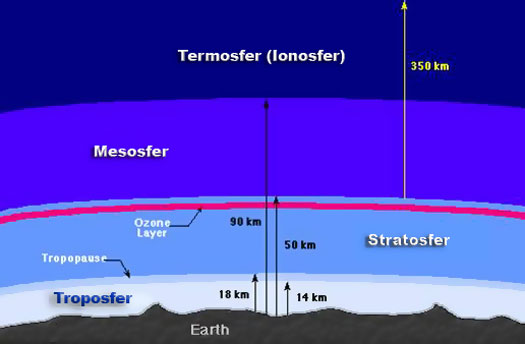 Termosfer (Ionosfer)
350 km
Mesosfer
Ozone
Layer
90 km
50 km
Stratosfer
Tropopause
Troposfer
18 km
14 km
Earth